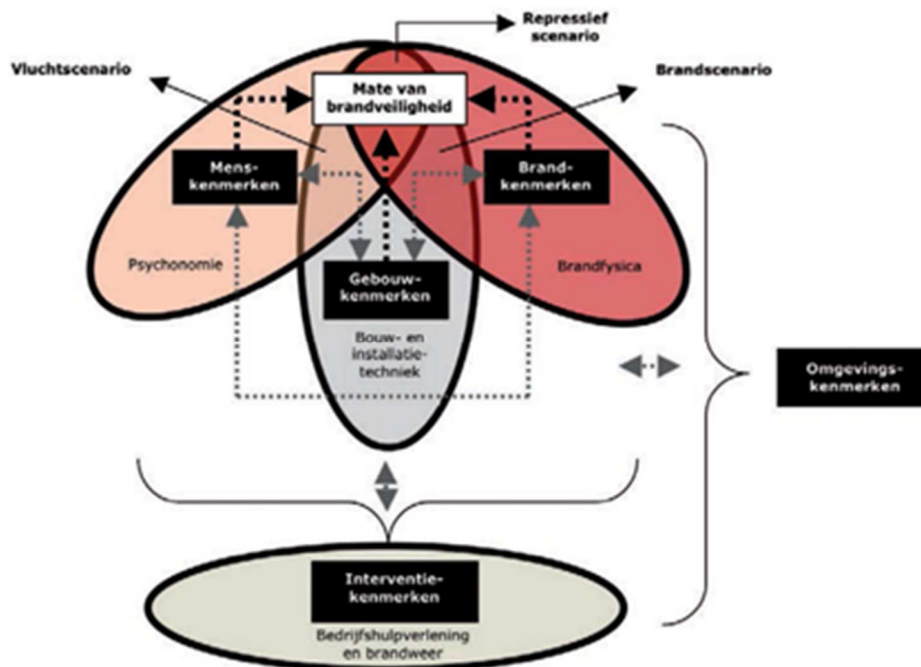 Repressief
scenario
Vluchtscenario
Brandscenario
Mate van
brandveiligheid
Mens-
kenmerken
Brand-
kenmerken
Psychonomie
Brandfysica
Gebouw-
kenmerken
Bouw- en
installatie-
techniek
Omgevings-
kenmerken
Interventie-
kenmerken
Bedrijfshulpverlening
en brandweer